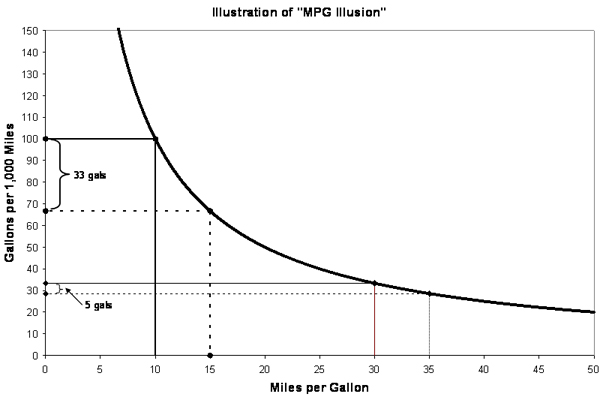 Illustration of "MPG Illusion"
Gallons per 1,000 Miles
150
140
130
120
110
100
90
80
70
60
50
40
30
20
10
0
33 gals
5 gals
0 5 10 15 20 25 30 35 40 45 50
Miles per Gallon